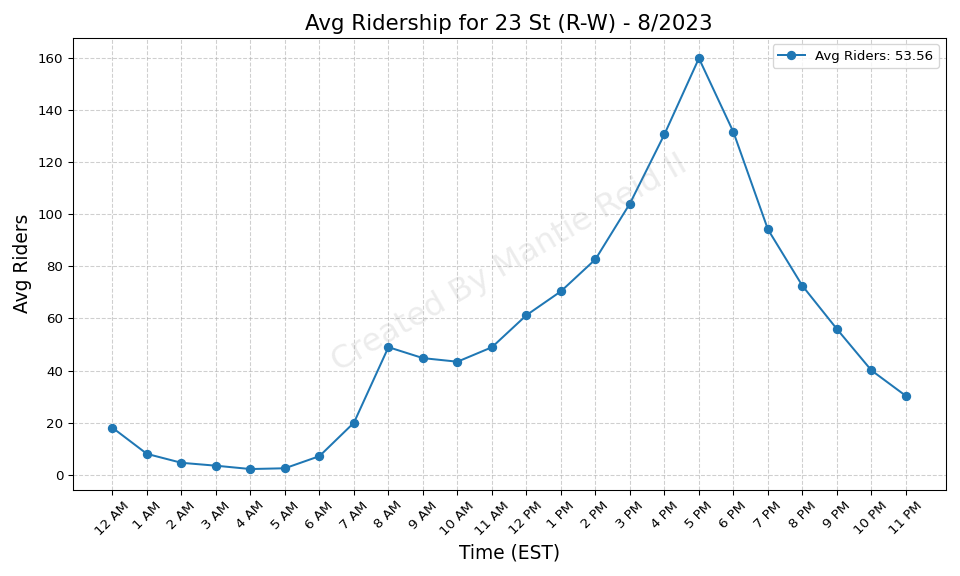 Avg Ridership for 23 St (R-W) - 8/2023
Avg Riders: 53.56
160
140
120
100
80
60
40
20
0
Avg Riders
Created By Mantle Reid II
12 AM
1 AM
2 AM
3 AM
4 AM
5 AM
6 AM
7 AM
8 AM
9 AM
10 AM
11 AM
12 PM
1 PM
2 PM
3 PM
4 PM
5 PM
6 PM
7 PM
8 PM
9 PM
10 PM
11 PM
Time (EST)